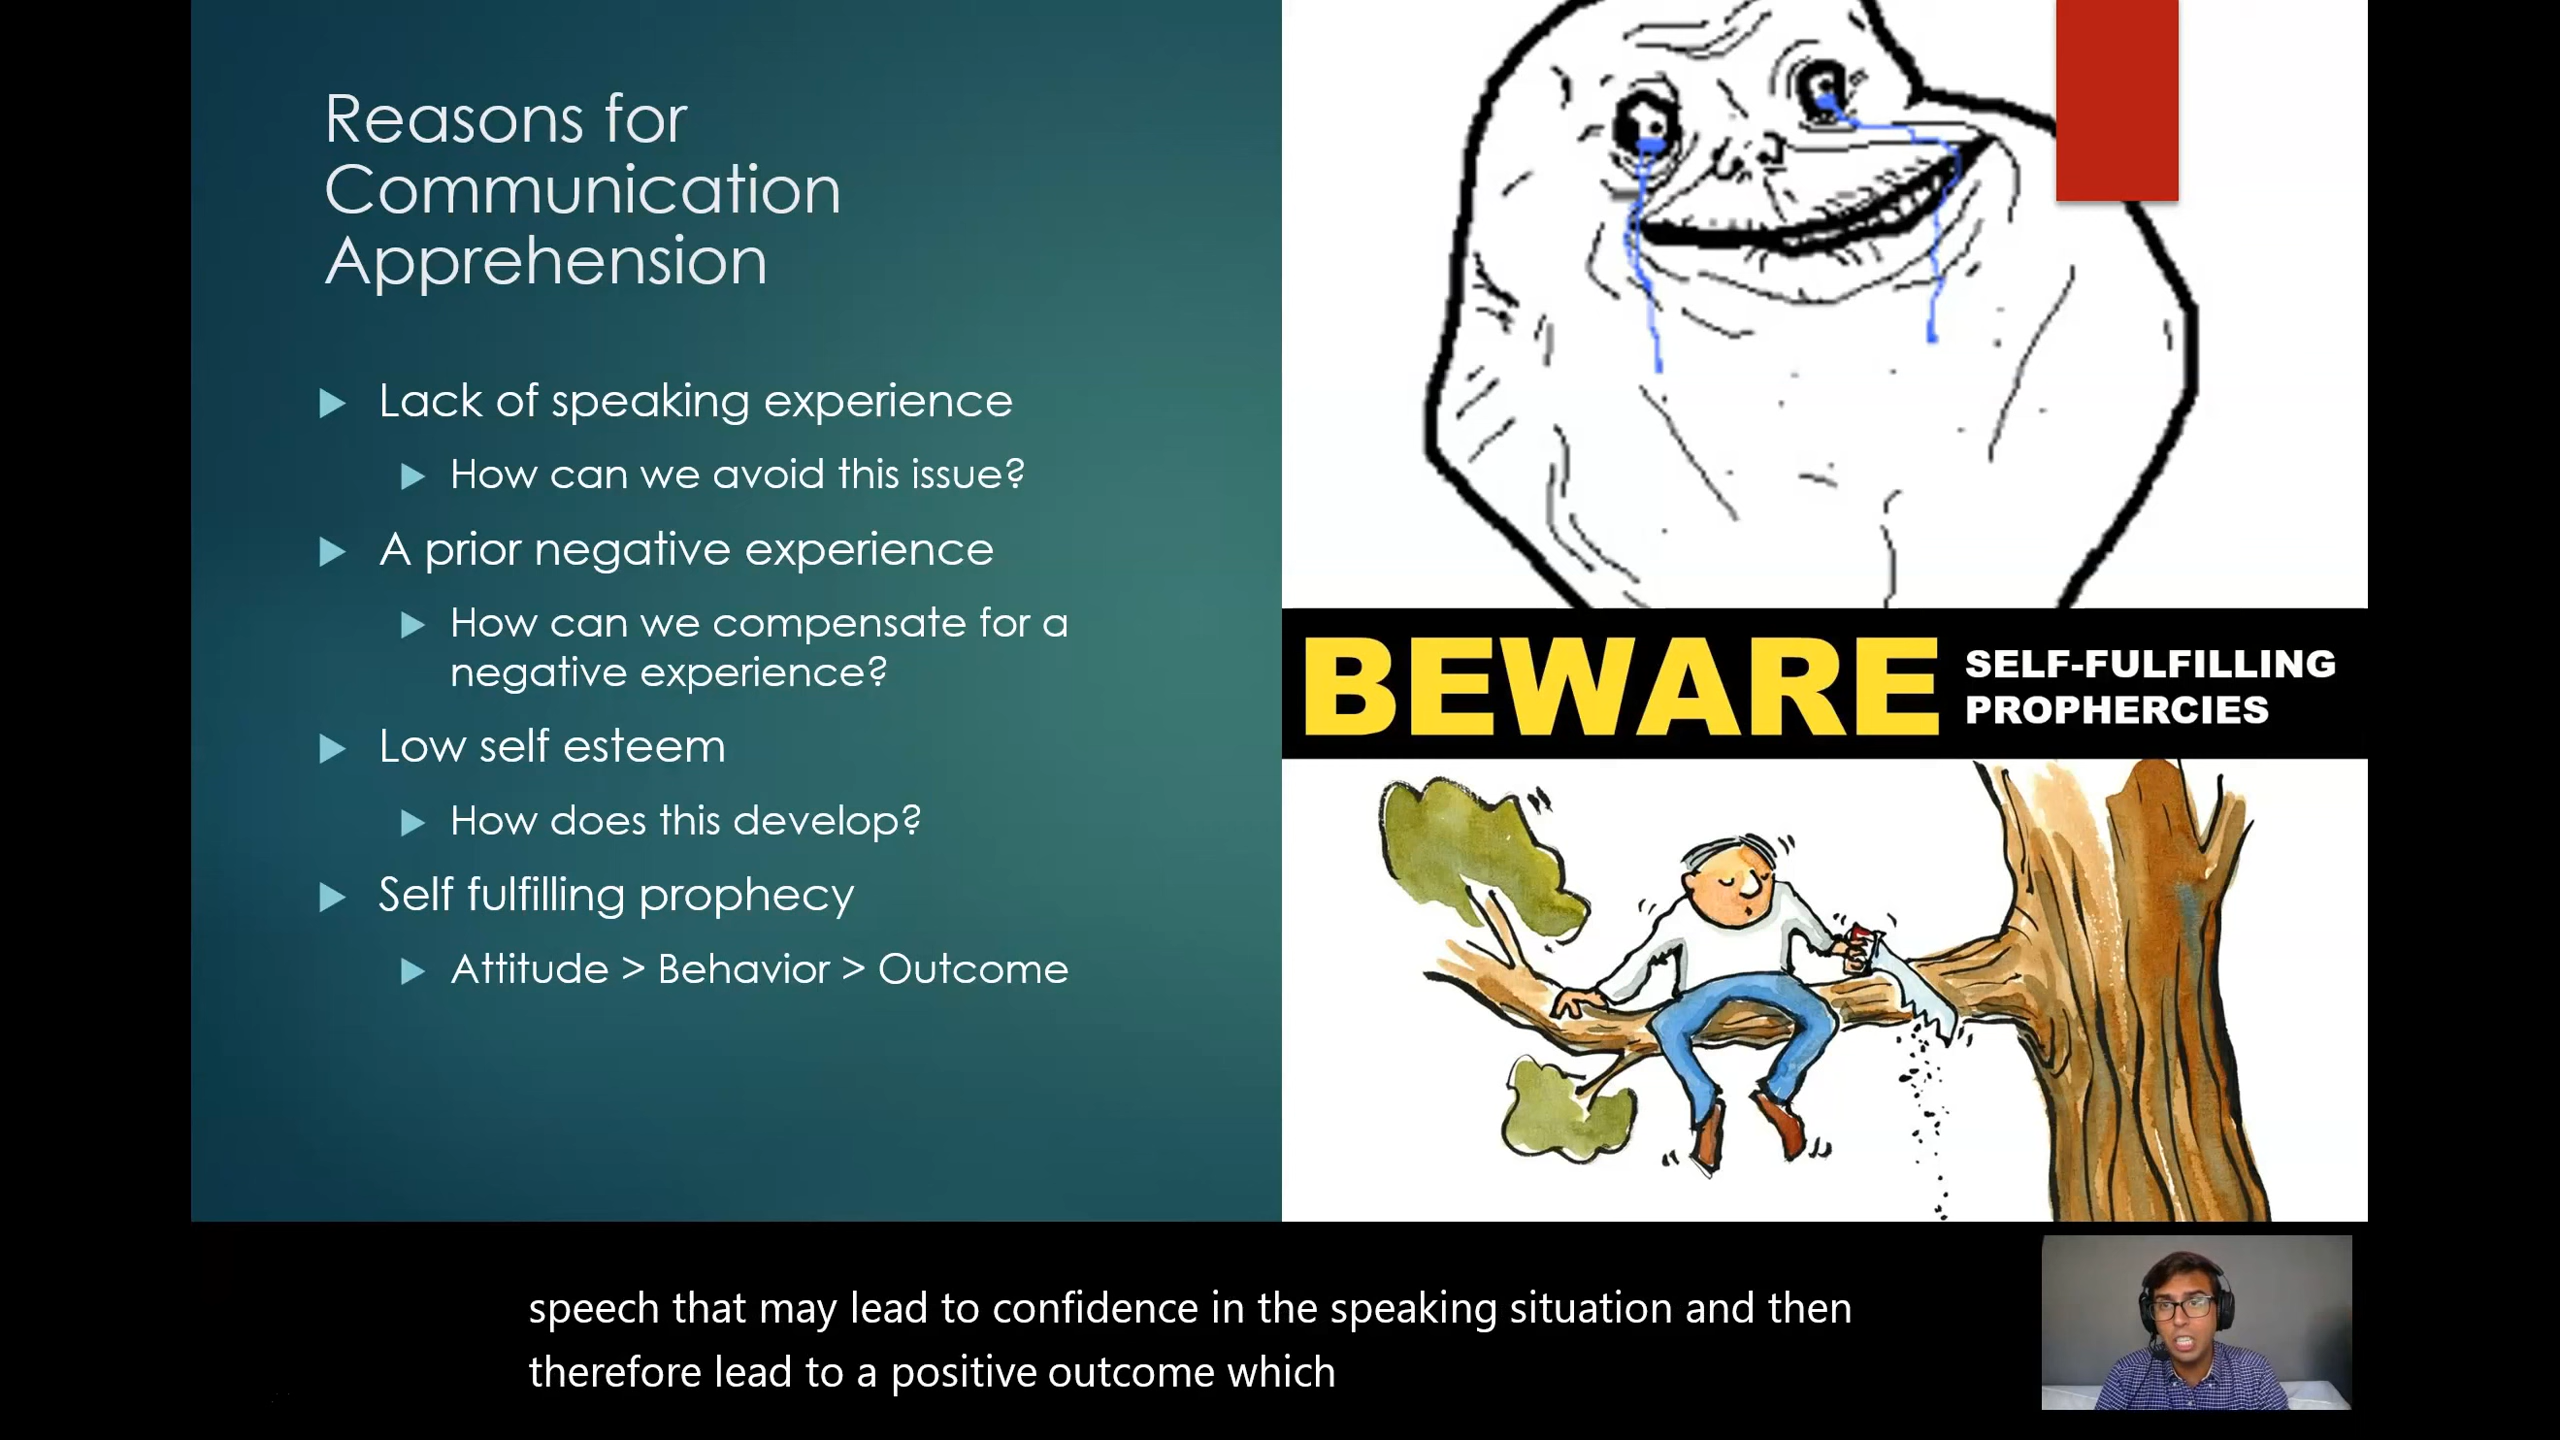 Reasons for
Communication
Apprehension
Lack of speaking experience
How can we avoid this issue?
A prior negative experience
How can we compensate for a
negative experience?
Low self esteem
How does this develop?
Self fulfilling prophecy
Attitude > Behavior > Outcome
BEWARE
SELF-FULFILLING
PROPHERCIES
speech that may lead to confidence in the speaking situation and then
therefore lead to a positive outcome which